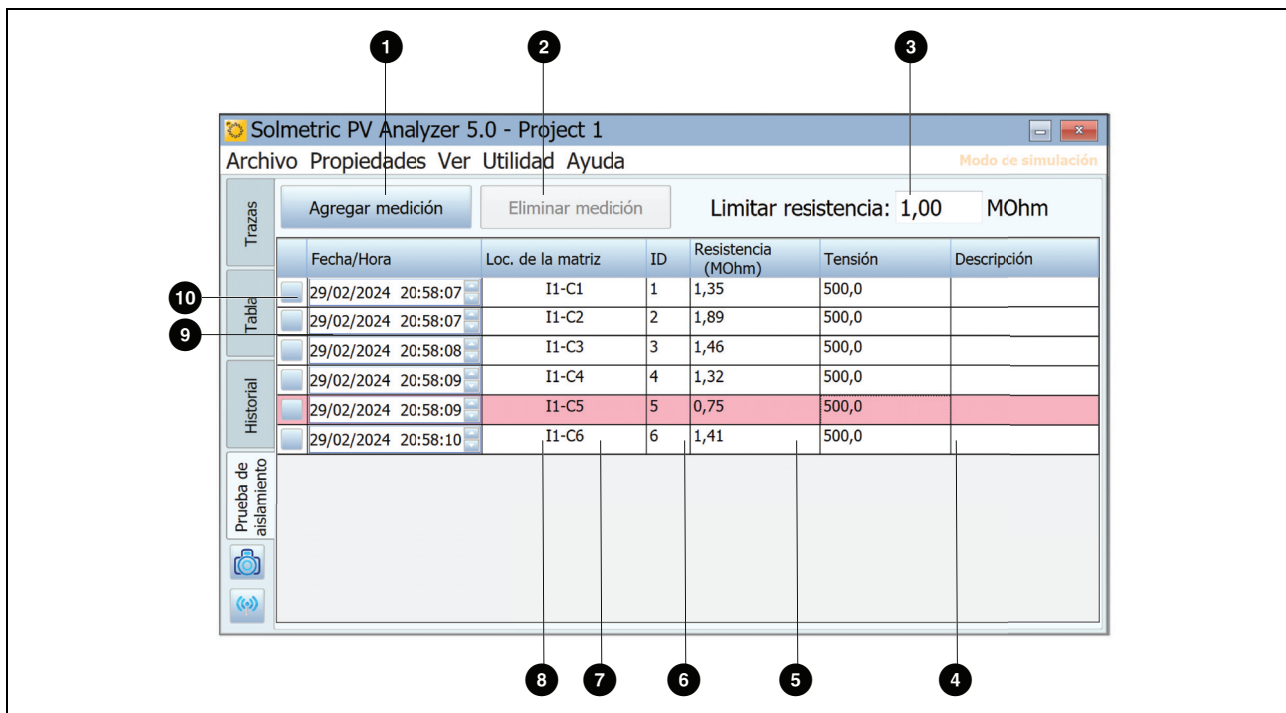 1 2 3
Solmetric PV Analyzer 5.0 - Project 1
Archivo Propiedades Ver Utilidad Ayuda Modo de simulación
Trazas
Tabla
Historial
Prueba de
aislamiento
Agregar medición Eliminar medición Limitar resistencia: 1,00 MOhm
Fecha/Hora Loc. de la matriz ID Resistencia (MOhm) Tensión Descripción
10
29/02/2024 20:58:07 I1-C1 1 1,35 500,0
29/02/2024 20:58:07 I1-C2 2 1,89 500,0
9
29/02/2024 20:58:08 I1-C3 3 1,46 500,0
29/02/2024 20:58:09 I1-C4 4 1,32 500,0
29/02/2024 20:58:09 I1-C5 5 0,75 500,0
29/02/2024 20:58:10 I1-C6 6 1,41 500,0
8 7 6 5 4